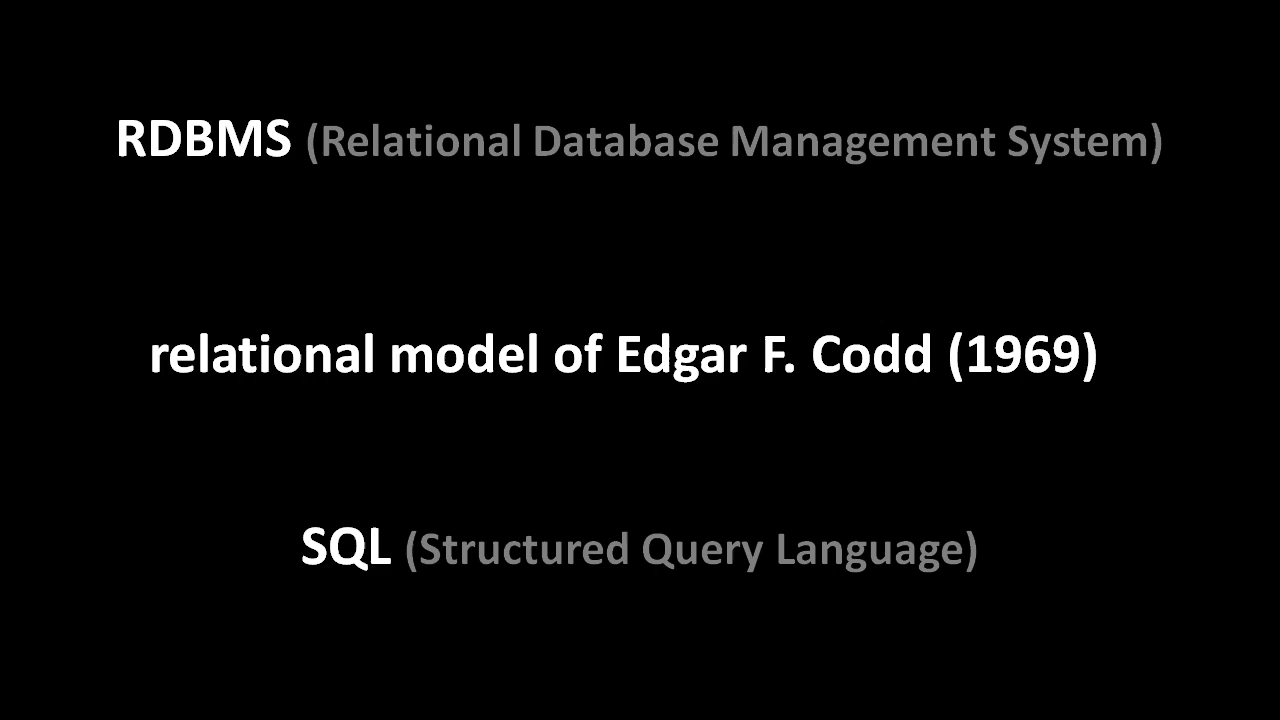 RDBMS (Relational Database Management System)
relational model of Edgar F. Codd (1969)
SQL (Structured Query Language)